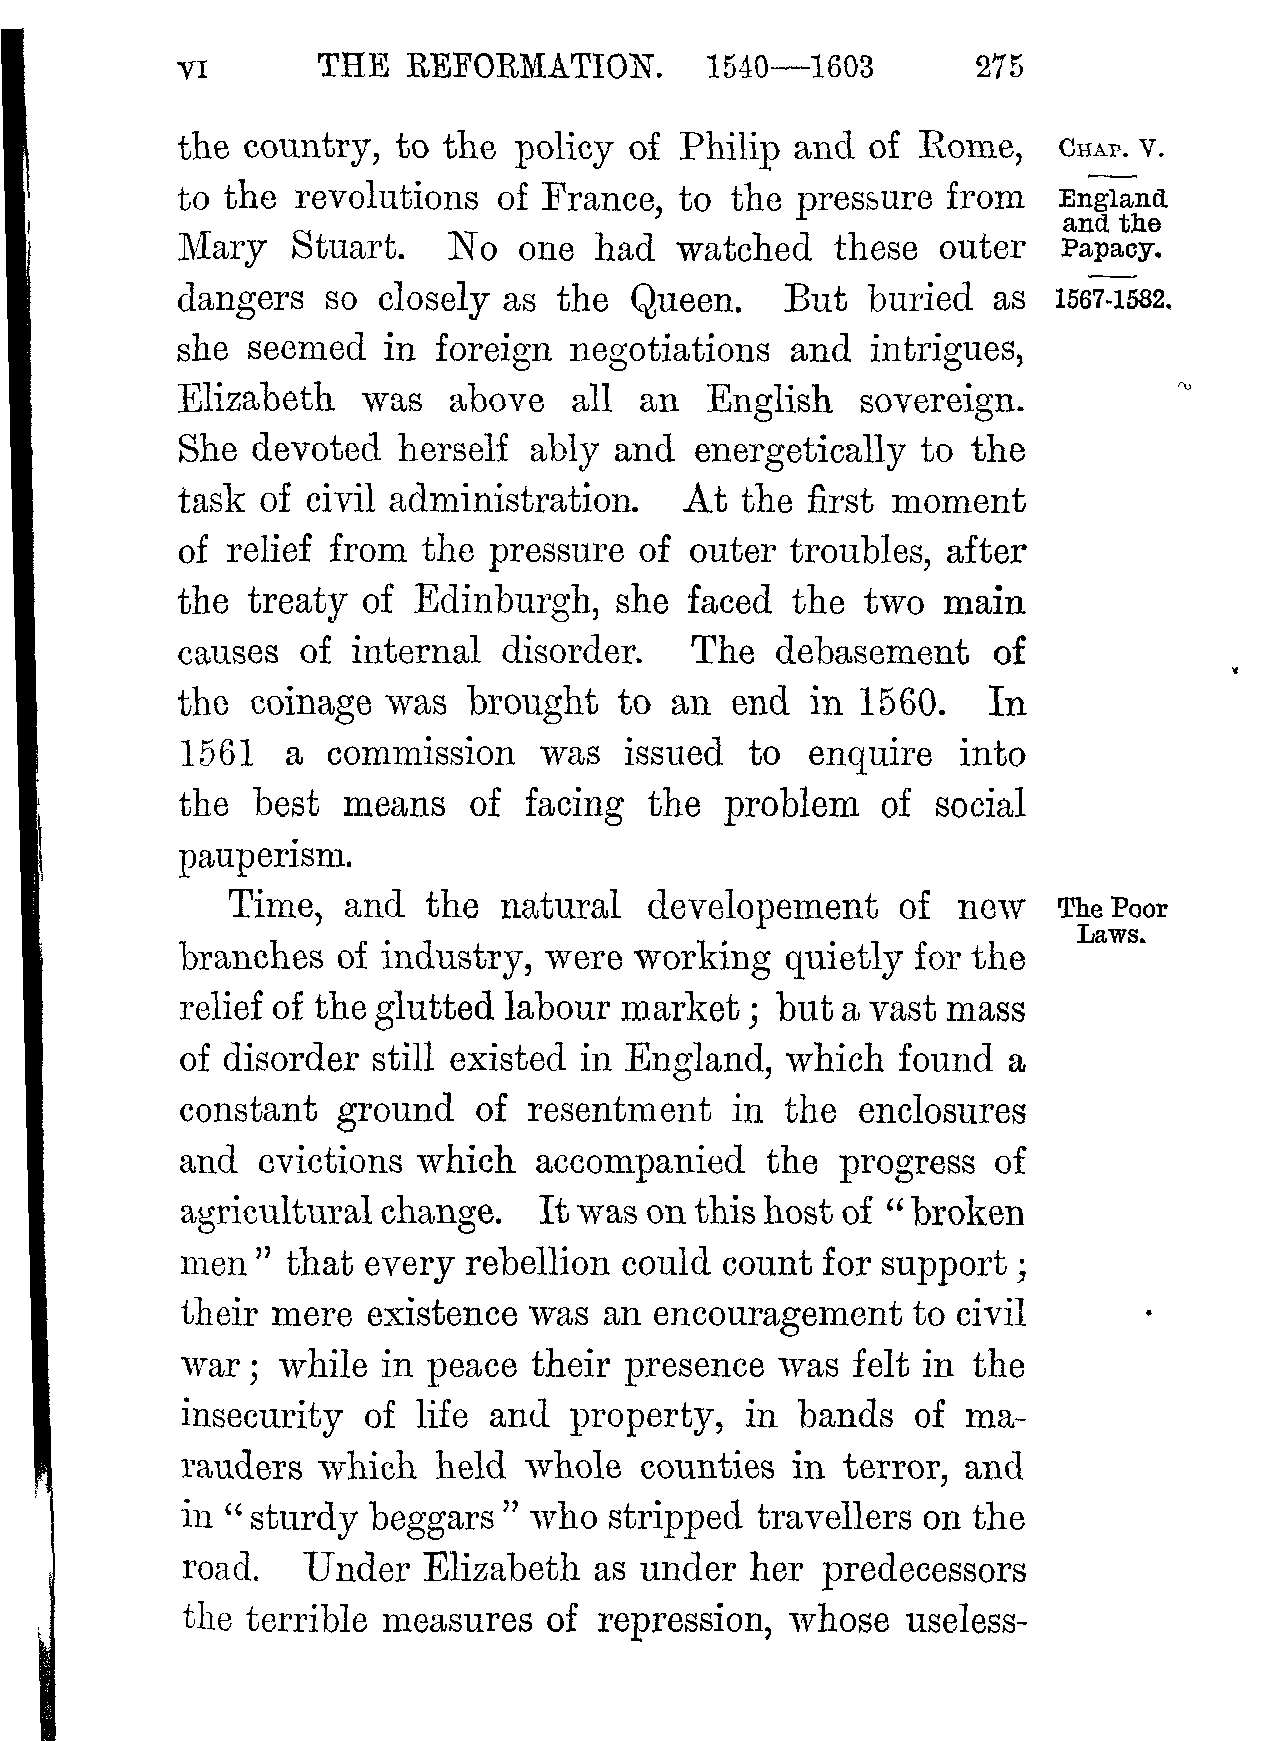 VI THE REFORMATION. 1540—1603 275
the country, to the policy of Philip and of Rome,
to the revolutions of France, to the pressure from
Mary Stuart. No one had watched these outer
dangers so closely as the Queen. But buried as
she seemed in foreign negotiations and intrigues,
Elizabeth was above all an English sovereign.
She devoted herself ably and energetically to the
task of civil administration. At the first moment
of relief from the pressure of outer troubles, after
the treaty of Edinburgh, she faced the two main
causes of internal disorder. The debasement of
the coinage was brought to an end in 1560. In
1561 a commission was issued to enquire into
the best means of facing the problem of social
pauperism.
Time, and the natural developement of new
branches of industry, were working quietly for the
relief of the glutted labour market ; but a vast mass
of disorder still existed in England, which found a
constant ground of resentment in the enclosures
and evictions which accompanied the progress of
agricultural change. It was on this host of “ broken
men ” that every rebellion could count for support ;
their mere existence was an encouragement to civil
war ; while in peace their presence was felt in the
insecurity of life and property, in bands of ma-
rauders which held whole counties in terror, and
in “ sturdy beggars ” who stripped travellers on the
road. Under Elizabeth as under her predecessors
the terrible measures of repression, whose useless-
CHAP. V.
England
and the
Papacy.
1567-1582.
The Poor
Laws.